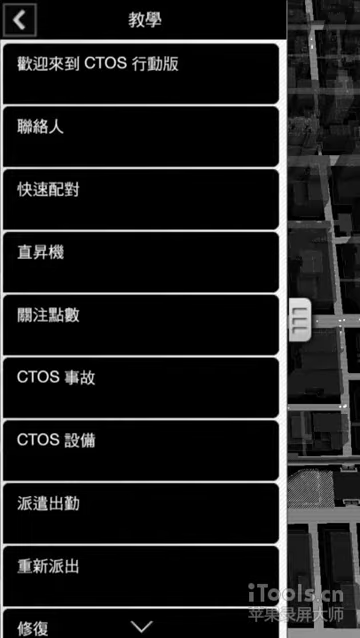 教學
歡迎來到 CTOS 行動版
聯絡人
快速配對
直昇機
關注點數
CTOS 事故
CTOS 設備
派遣出勤
重新派出
修復
iTools.cn
苹果录屏大师